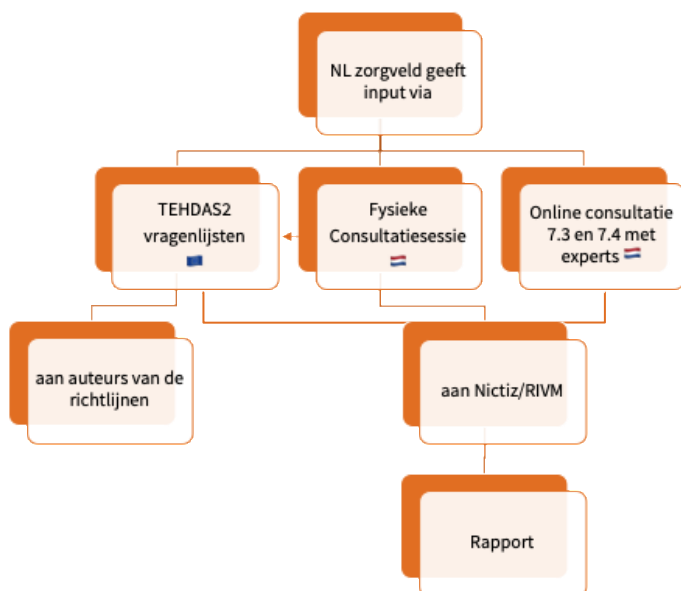 NL zorgveld geeft
input via
TEHDAS2
vragenlijsten
Fysieke
Consultatiesessie
Online consultatie
7.3 en 7.4 met
experts
aan auteurs van de
richtlijnen
aan Nictiz/RIVM
Rapport